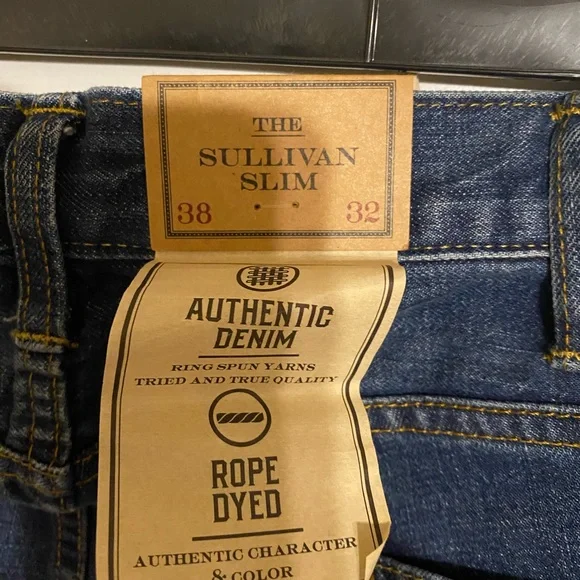 THE
SULLIVAN
SLIM
38 32
AUTHENTIC
DENIM
RING SPUN YARNS
TRIED AND TRUE QUALITY
ROPE
DYED
AUTHENTIC CHARACTER
& COLOR